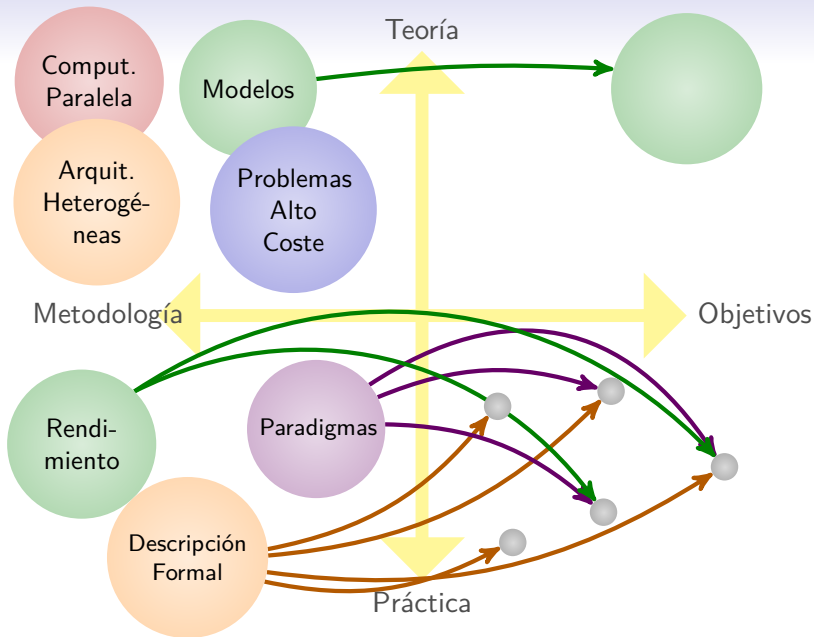 Teoría
Comput.
Paralela
Modelos
Arquit.
Heterogé-
neas
Problemas
Alto
Coste
Metodología
Objetivos
Rendi-
miento
Paradigmas
Descripción
Formal
Práctica